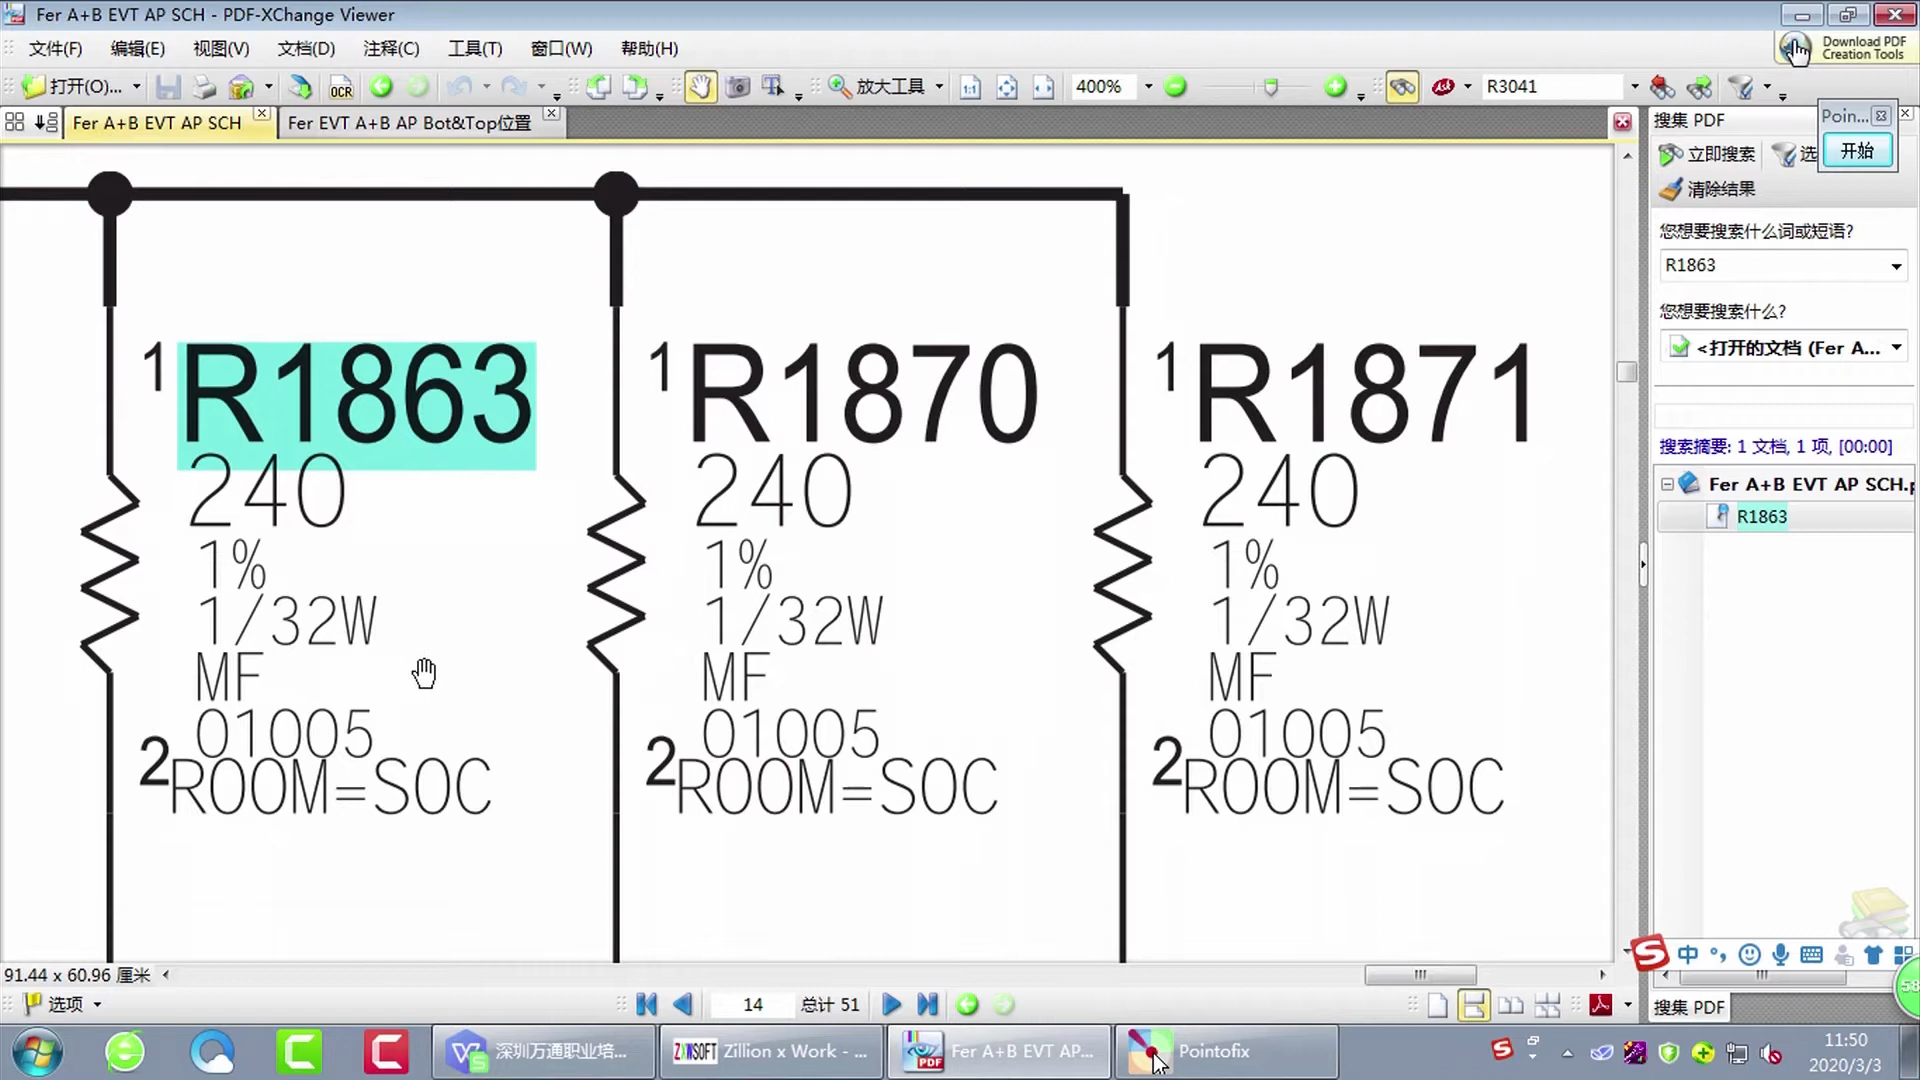 Fer A+B EVT AP SCH - PDF-XChange Viewer
文件(F) 编辑(E) 视图(V) 文档(D) 注释(C) 工具(T) 窗口(W) 帮助(H)
Download PDF
Creation Tools
打开(O)... OCR 放大工具 1:1 400% R3041
Fer A+B EVT AP SCH
Fer EVT A+B AP Bot&Top位置
搜集 PDF
Poin...
开始
立即搜索 选
清除结果
您想要搜索什么词或短语?
R1863
您想要搜索什么?
<打开的文档 (Fer A...
搜索摘要: 1 文档, 1 项, [00:00]
Fer A+B EVT AP SCH.p
R1863
1 R1863
240
1%
1/32W
MF
01005
2 ROOM=SOC
1 R1870
240
1%
1/32W
MF
01005
2 ROOM=SOC
1 R1871
240
1%
1/32W
MF
01005
2 ROOM=SOC
中
58
91.44 x 60.96 厘米
选项 14 总计 51
搜集 PDF
深圳万通职业培...
ZXWSOFT Zillion x Work - ...
PDF Fer A+B EVT AP...
Pointofix
11:50
2020/3/3